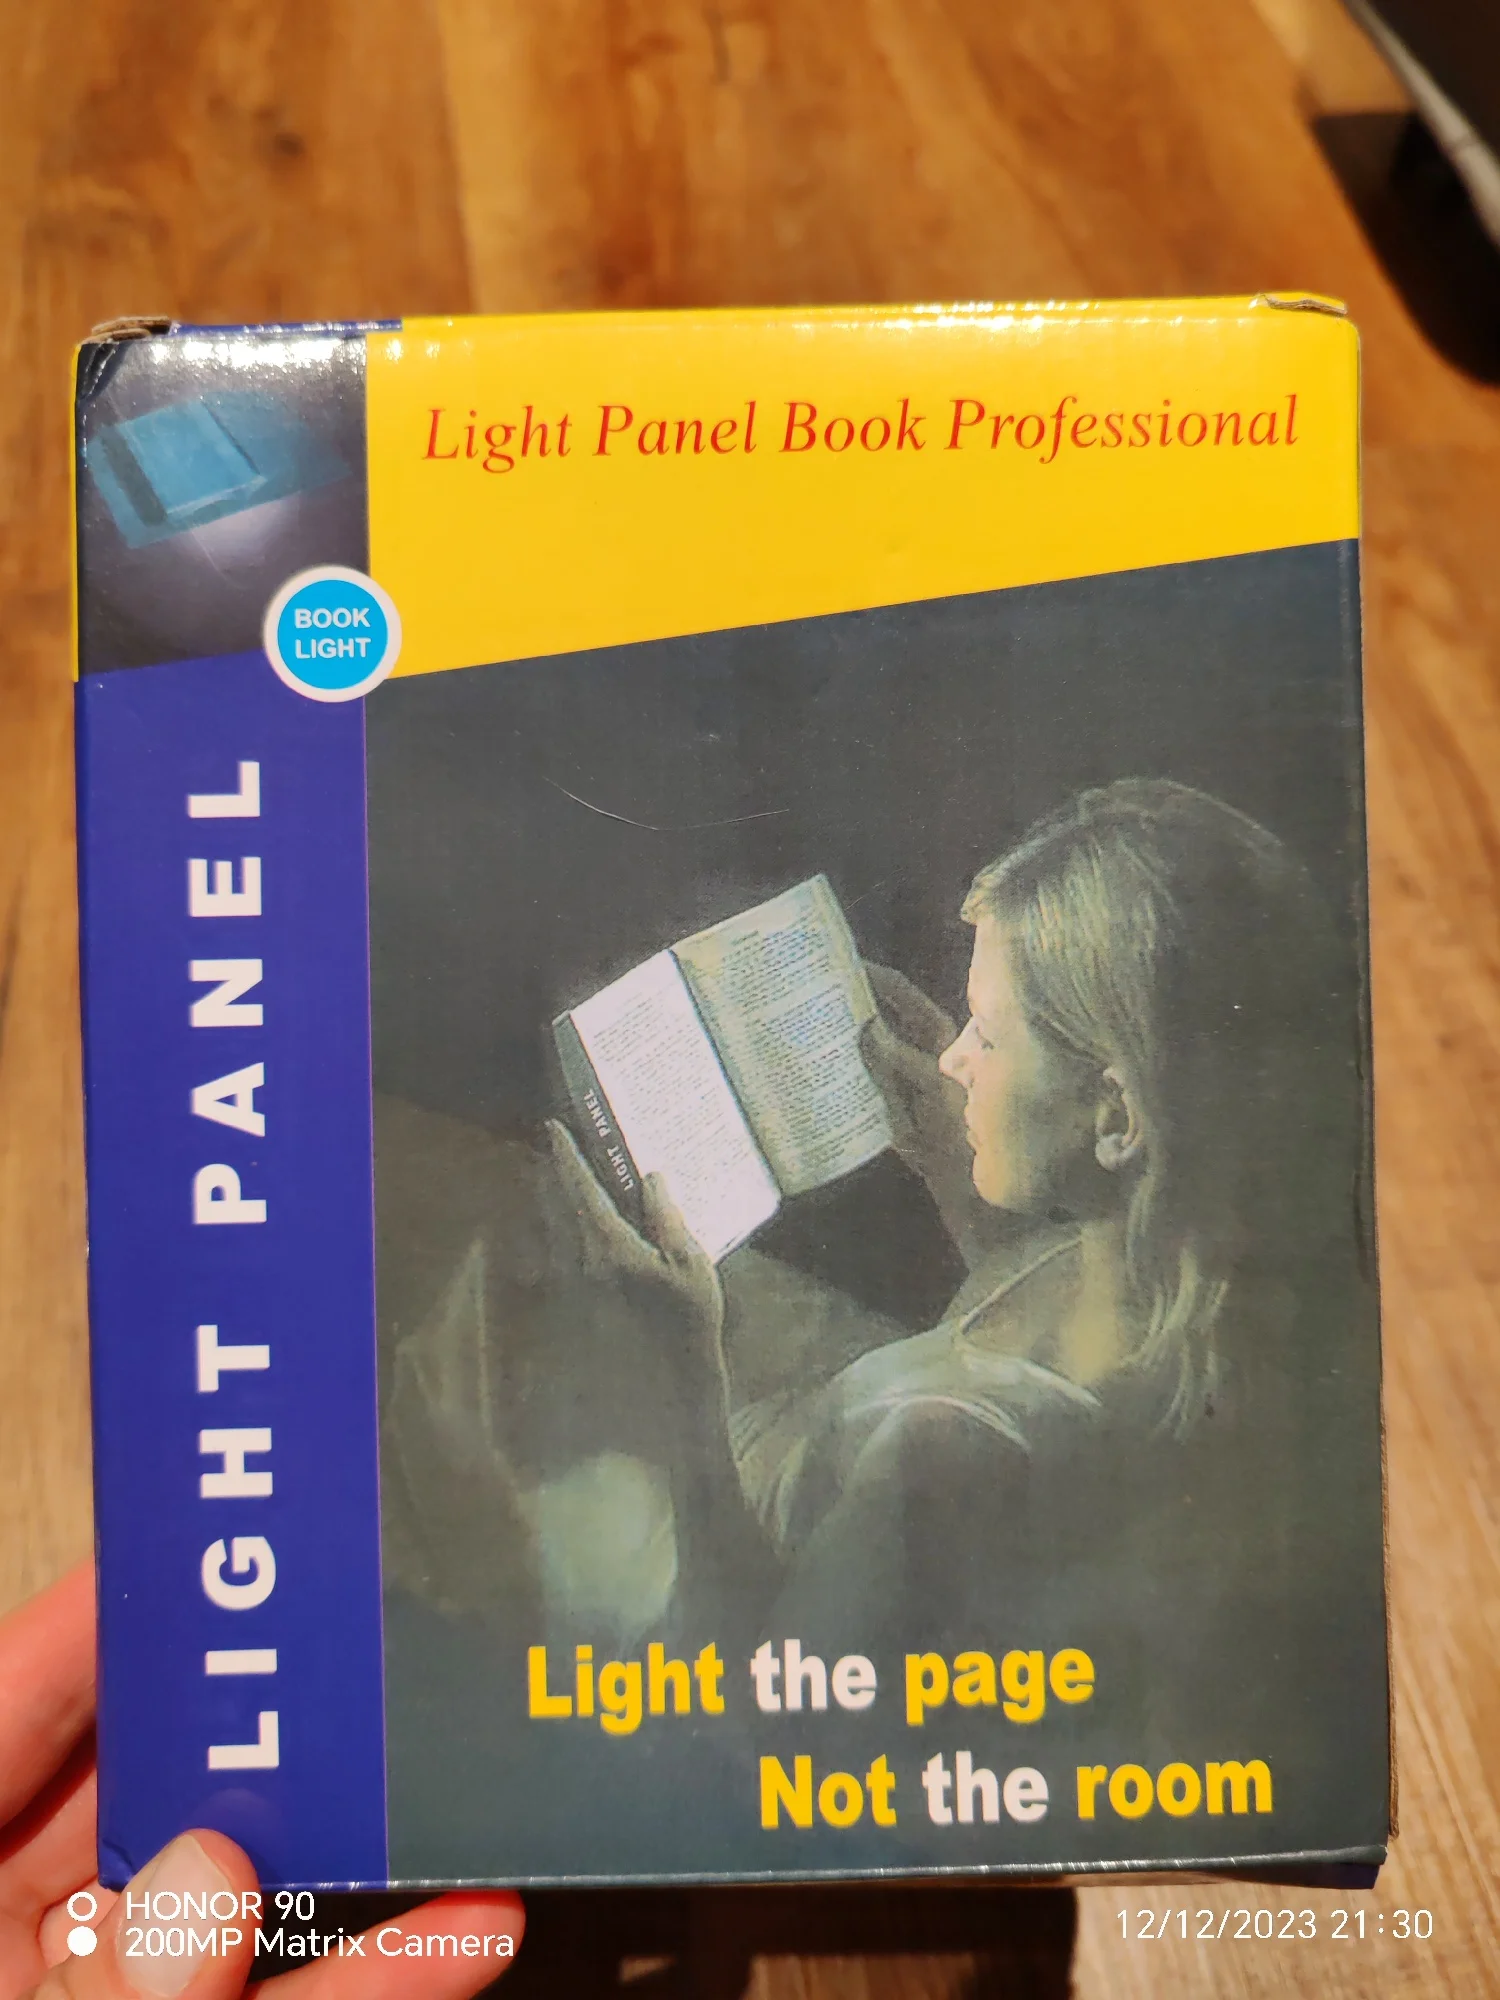 Light Panel Book Professional
BOOK
LIGHT
LIGHT PANEL
LIGHT PANEL
Light the page
Not the room
HONOR 90
200MP Matrix Camera
12/12/2023 21:30